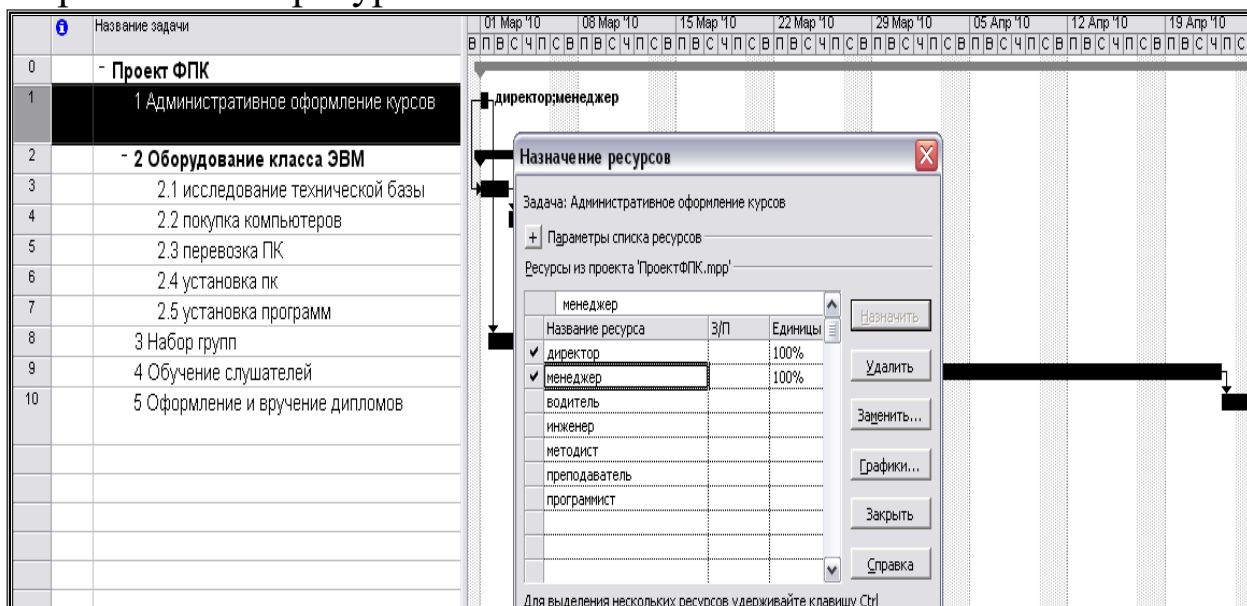 Название задачи
01 Мар '10 08 Мар '10 15 Мар '10 22 Мар '10 29 Мар '10 05 Апр '10 12 Апр '10 19 Апр '10
В П В С Ч П С В П В С Ч П С В П В С Ч П С В П В С Ч П С В П В С Ч П С В П В С Ч П С В П В С Ч П С В П В С Ч П С
0 - Проект ФПК
1 1 Административное оформление курсов
директор;менеджер
2 - 2 Оборудование класса ЭВМ
3 2.1 исследование технической базы
4 2.2 покупка компьютеров
5 2.3 перевозка ПК
6 2.4 установка пк
7 2.5 установка программ
8 3 Набор групп
9 4 Обучение слушателей
10 5 Оформление и вручение дипломов
Назначение ресурсов
Задача: Административное оформление курсов
+ Параметры списка ресурсов
Ресурсы из проекта 'ПроектФПК.mpp'
менеджер
Название ресурса З/П Единицы
директор 100%
менеджер 100%
водитель
инженер
методист
преподаватель
программист
Назначить
Удалить
Заменить...
Графики...
Закрыть
Справка
Для выделения нескольких ресурсов удерживайте клавишу Ctrl